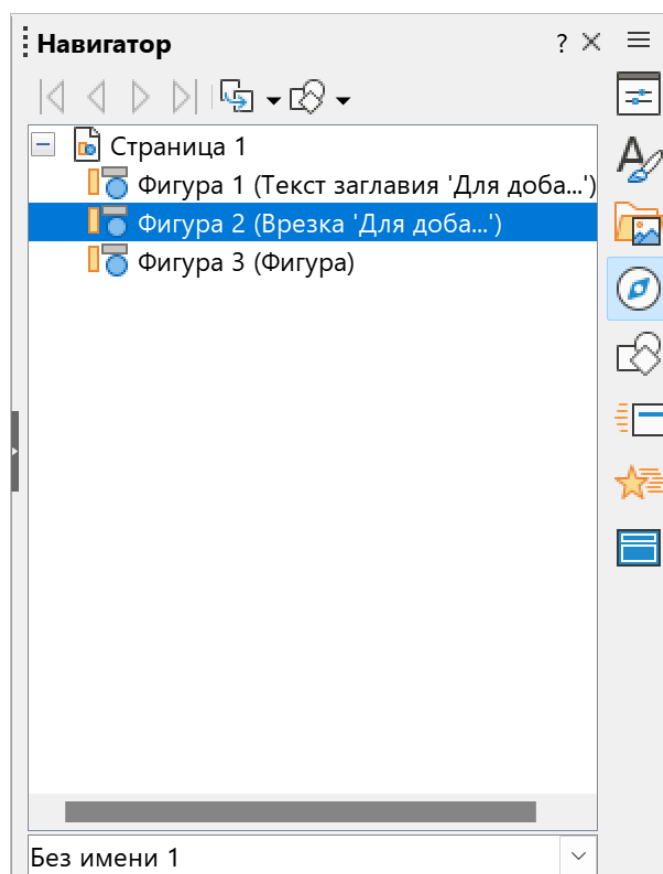 Навигатор ?
Страница 1
Фигура 1 (Текст заглавия 'Для доба...')
Фигура 2 (Врезка 'Для доба...')
Фигура 3 (Фигура)
Без имени 1